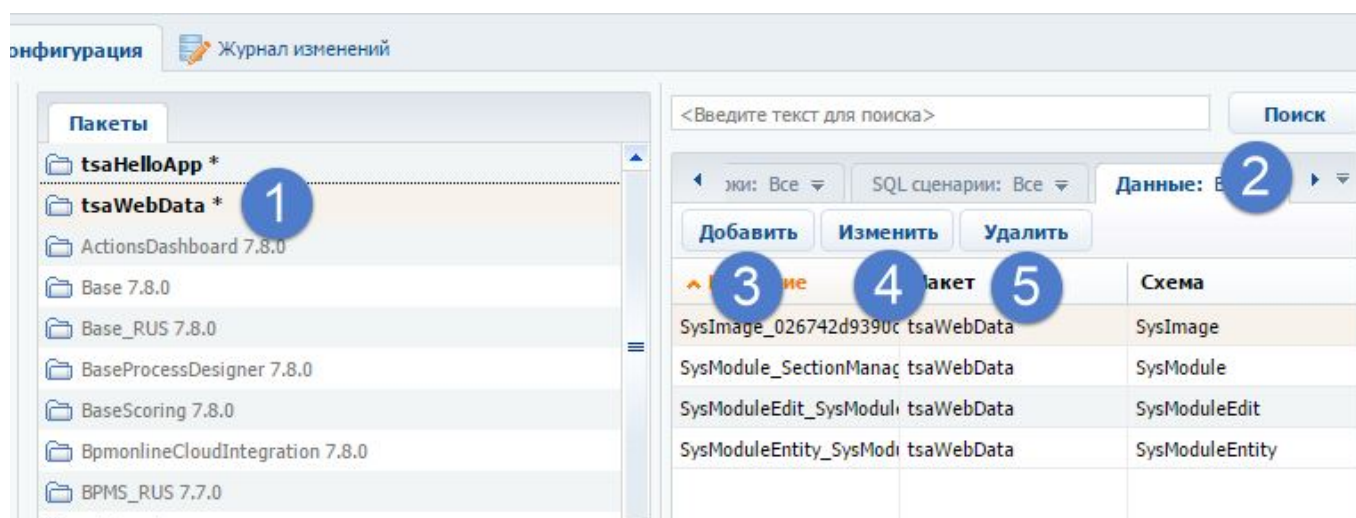 онфигурация Журнал изменений
Пакеты
tsaHelloApp *
tsaWebData *
ActionsDashboard 7.8.0
Base 7.8.0
Base_RUS 7.8.0
BaseProcessDesigner 7.8.0
BaseScoring 7.8.0
BpmonlineCloudIntegration 7.8.0
BPMS_RUS 7.7.0
1
<Введите текст для поиска> Поиск
жи: Все SQL сценарии: Все Данные: 2
Добавить Изменить Удалить
3 ие 4 акет 5 Схема
SysImage_026742d9390c tsaWebData SysImage
SysModule_SectionManag tsaWebData SysModule
SysModuleEdit_SysModul tsaWebData SysModuleEdit
SysModuleEntity_SysMod tsaWebData SysModuleEntity